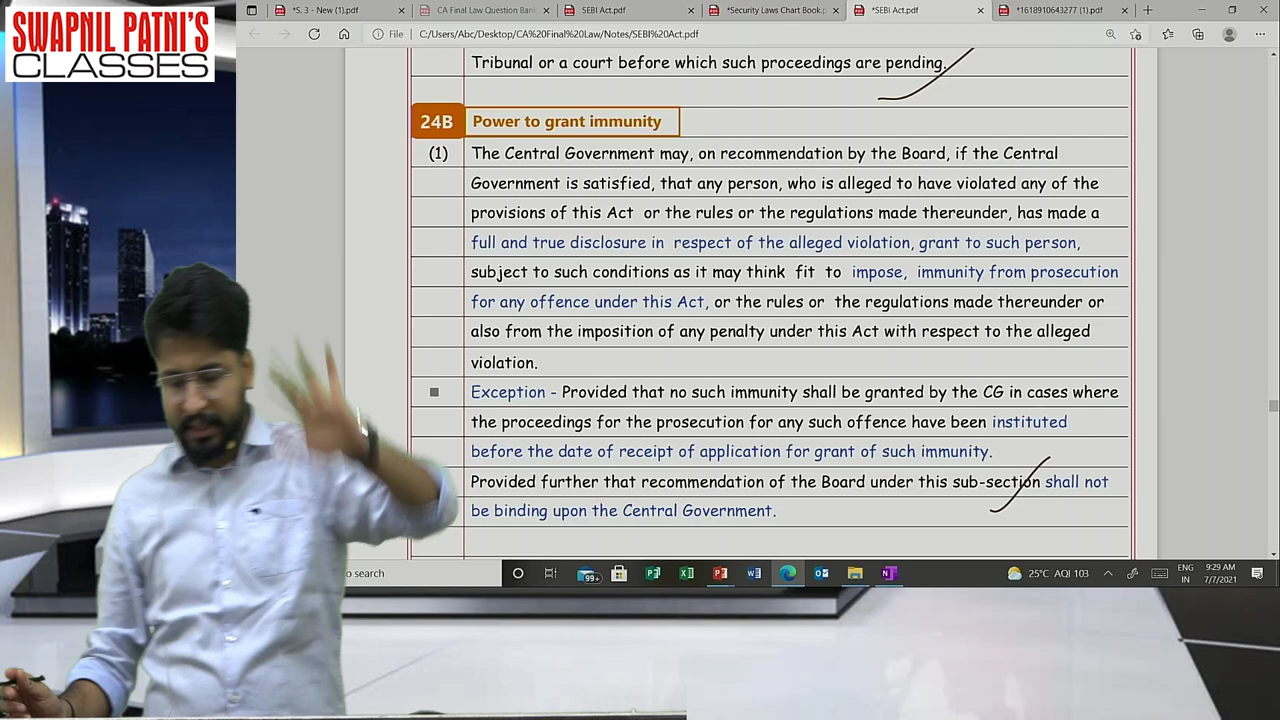 SWAPNIL PATNI'S
CLASSES
*S. 3 - New (1).pdf
CA Final Law Question Ban
SEBI Act.pdf
*Security Laws Chart Book.p
*SEBI Act.pdf
*1618910643277 (1).pdf
File
C:/Users/Abc/Desktop/CA%20Final%20Law/Notes/SEBI%20Act.pdf
Tribunal or a court before which such proceedings are pending.
24B Power to grant immunity
(1) The Central Government may, on recommendation by the Board, if the Central
Government is satisfied, that any person, who is alleged to have violated any of the
provisions of this Act or the rules or the regulations made thereunder, has made a
full and true disclosure in respect of the alleged violation, grant to such person,
subject to such conditions as it may think fit to impose, immunity from prosecution
for any offence under this Act, or the rules or the regulations made thereunder or
also from the imposition of any penalty under this Act with respect to the alleged
violation.
Exception - Provided that no such immunity shall be granted by the CG in cases where
the proceedings for the prosecution for any such offence have been instituted
before the date of receipt of application for grant of such immunity.
Provided further that recommendation of the Board under this sub-section shall not
be binding upon the Central Government.
o search
99+
25°C AQI 103
ENG
IN
9:29 AM
7/7/2021